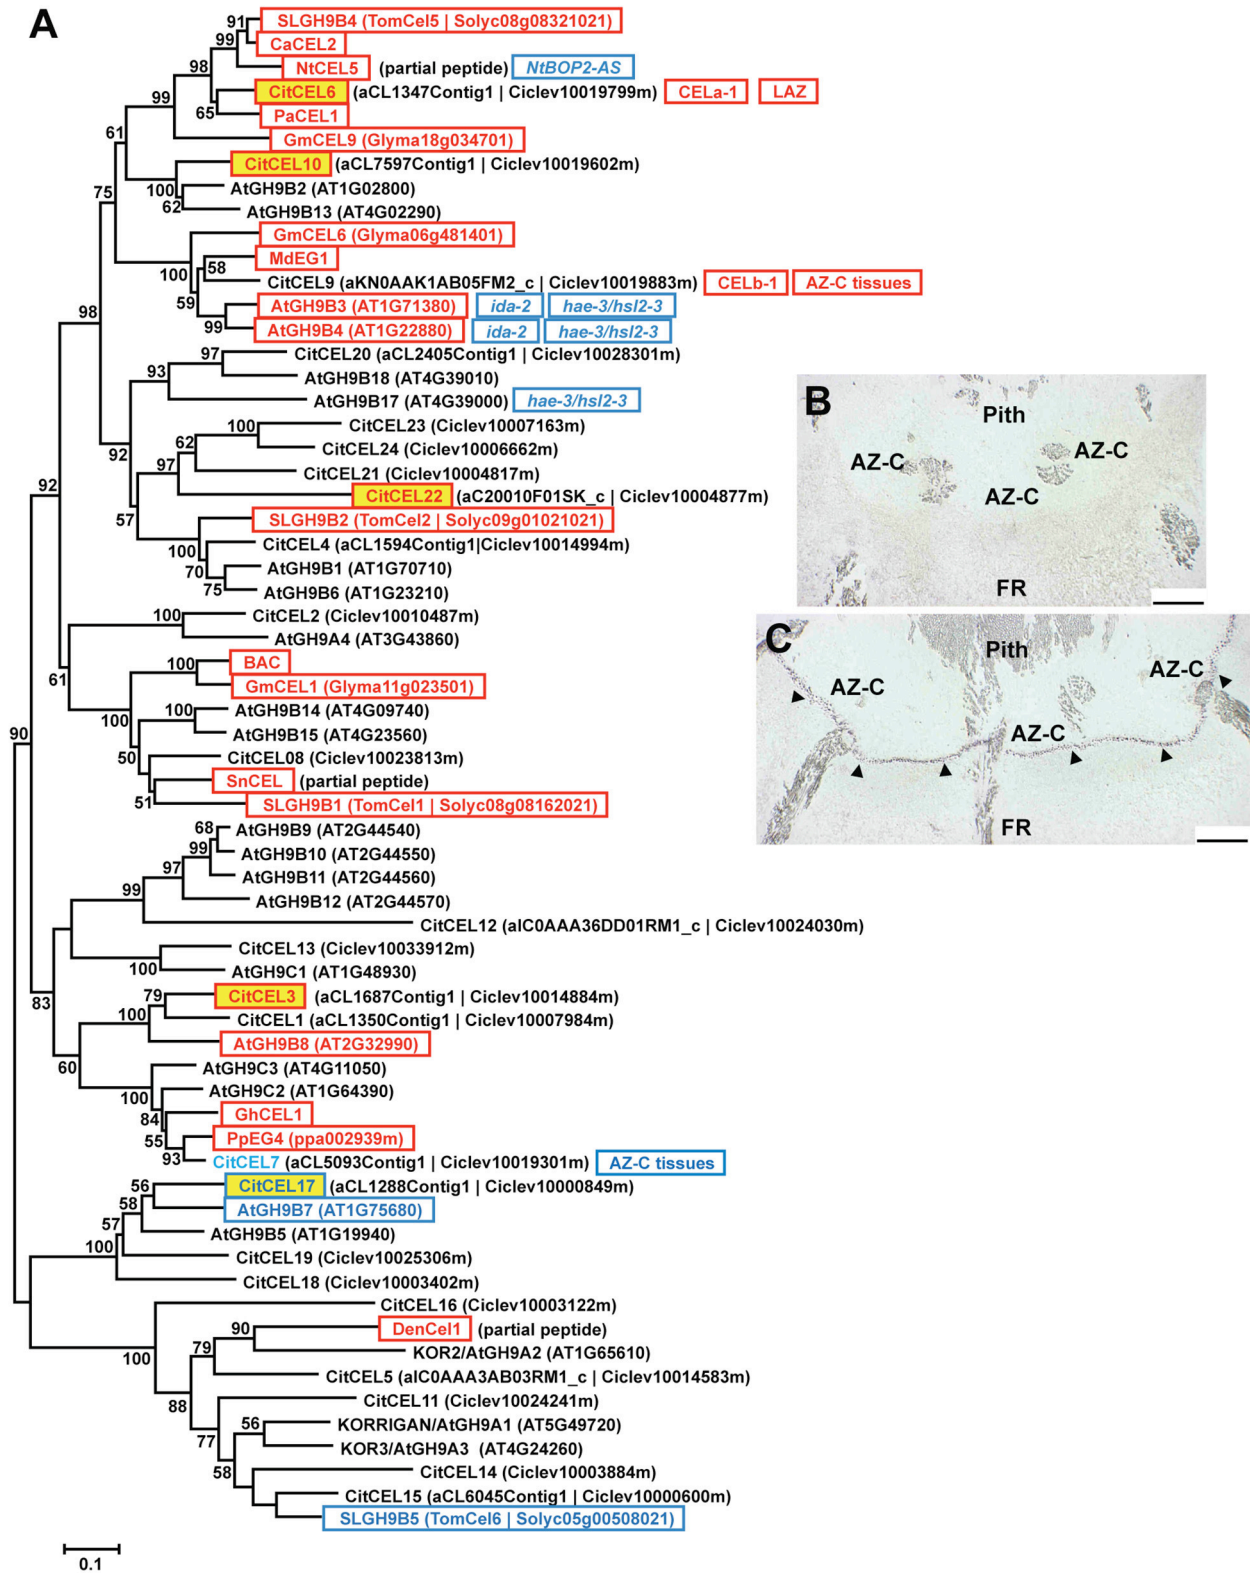 A
91
SLGH9B4 (TomCel5 | Solyc08g08321021)
99
CaCEL2
98
NtCEL5 (partial peptide) NtBOP2-AS
99
CitCEL6 (aCL1347Contig1 | Ciclev10019799m) CELa-1 LAZ
65
PaCEL1
61
GmCEL9 (Glyma18g034701)
CitCEL10 (aCL7597Contig1 | Ciclev10019602m)
75
100
AtGH9B2 (AT1G02800)
62
AtGH9B13 (AT4G02290)
GmCEL6 (Glyma06g481401)
58
MdEG1
100
CitCEL9 (aKN0AAK1AB05FM2_c | Ciclev10019883m) CELb-1 AZ-C tissues
59
AtGH9B3 (AT1G71380) ida-2 hae-3/hsl2-3
98
99
AtGH9B4 (AT1G22880) ida-2 hae-3/hsl2-3
97
CitCEL20 (aCL2405Contig1 | Ciclev10028301m)
93
AtGH9B18 (AT4G39010)
AtGH9B17 (AT4G39000) hae-3/hsl2-3
100
CitCEL23 (Ciclev10007163m)
62
CitCEL24 (Ciclev10006662m)
92
97
CitCEL21 (Ciclev10004817m)
92
CitCEL22 (aC20010F01SK_c | Ciclev10004877m)
57
SLGH9B2 (TomCel2 | Solyc09g01021021)
100
CitCEL4 (aCL1594Contig1|Ciclev10014994m)
70
AtGH9B1 (AT1G70710)
75
AtGH9B6 (AT1G23210)
100
CitCEL2 (Ciclev10010487m)
AtGH9A4 (AT3G43860)
61
100
BAC
GmCEL1 (Glyma11g023501)
100
100
AtGH9B14 (AT4G09740)
AtGH9B15 (AT4G23560)
90
50
CitCEL08 (Ciclev10023813m)
SnCEL (partial peptide)
51
SLGH9B1 (TomCel1 | Solyc08g08162021)
68
AtGH9B9 (AT2G44540)
99
AtGH9B10 (AT2G44550)
97
AtGH9B11 (AT2G44560)
99
AtGH9B12 (AT2G44570)
CitCEL12 (aIC0AAA36DD01RM1_c | Ciclev10024030m)
CitCEL13 (Ciclev10033912m)
100
AtGH9C1 (AT1G48930)
83
79
CitCEL3 (aCL1687Contig1 | Ciclev10014884m)
100
CitCEL1 (aCL1350Contig1 | Ciclev10007984m)
AtGH9B8 (AT2G32990)
60
AtGH9C3 (AT4G11050)
100
AtGH9C2 (AT1G64390)
84
GhCEL1
55
PpEG4 (ppa002939m)
93
CitCEL7 (aCL5093Contig1 | Ciclev10019301m) AZ-C tissues
56
CitCEL17 (aCL1288Contig1 | Ciclev10000849m)
58
AtGH9B7 (AT1G75680)
57
AtGH9B5 (AT1G19940)
100
CitCEL19 (Ciclev10025306m)
CitCEL18 (Ciclev10003402m)
CitCEL16 (Ciclev10003122m)
90
DenCel1 (partial peptide)
100
79
KOR2/AtGH9A2 (AT1G65610)
CitCEL5 (aIC0AAA3AB03RM1_c | Ciclev10014583m)
88
CitCEL11 (Ciclev10024241m)
56
KORRIGAN/AtGH9A1 (AT5G49720)
77
KOR3/AtGH9A3 (AT4G24260)
58
CitCEL14 (Ciclev10003884m)
CitCEL15 (aCL6045Contig1 | Ciclev10000600m)
SLGH9B5 (TomCel6 | Solyc05g00508021)
0.1
B
Pith
AZ-C
AZ-C
AZ-C
FR
C
Pith
AZ-C
AZ-C
AZ-C
FR